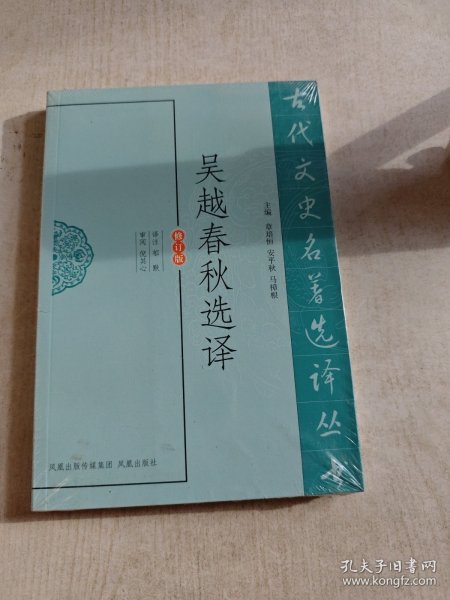 古代文史名著选译丛书
主编 章培恒 安平秋 马樟根
吴越春秋选译
修订版
译注 郁默
审阅 倪其心
凤凰出版传媒集团 凤凰出版社
孔夫子旧书网
www.kongfz.com